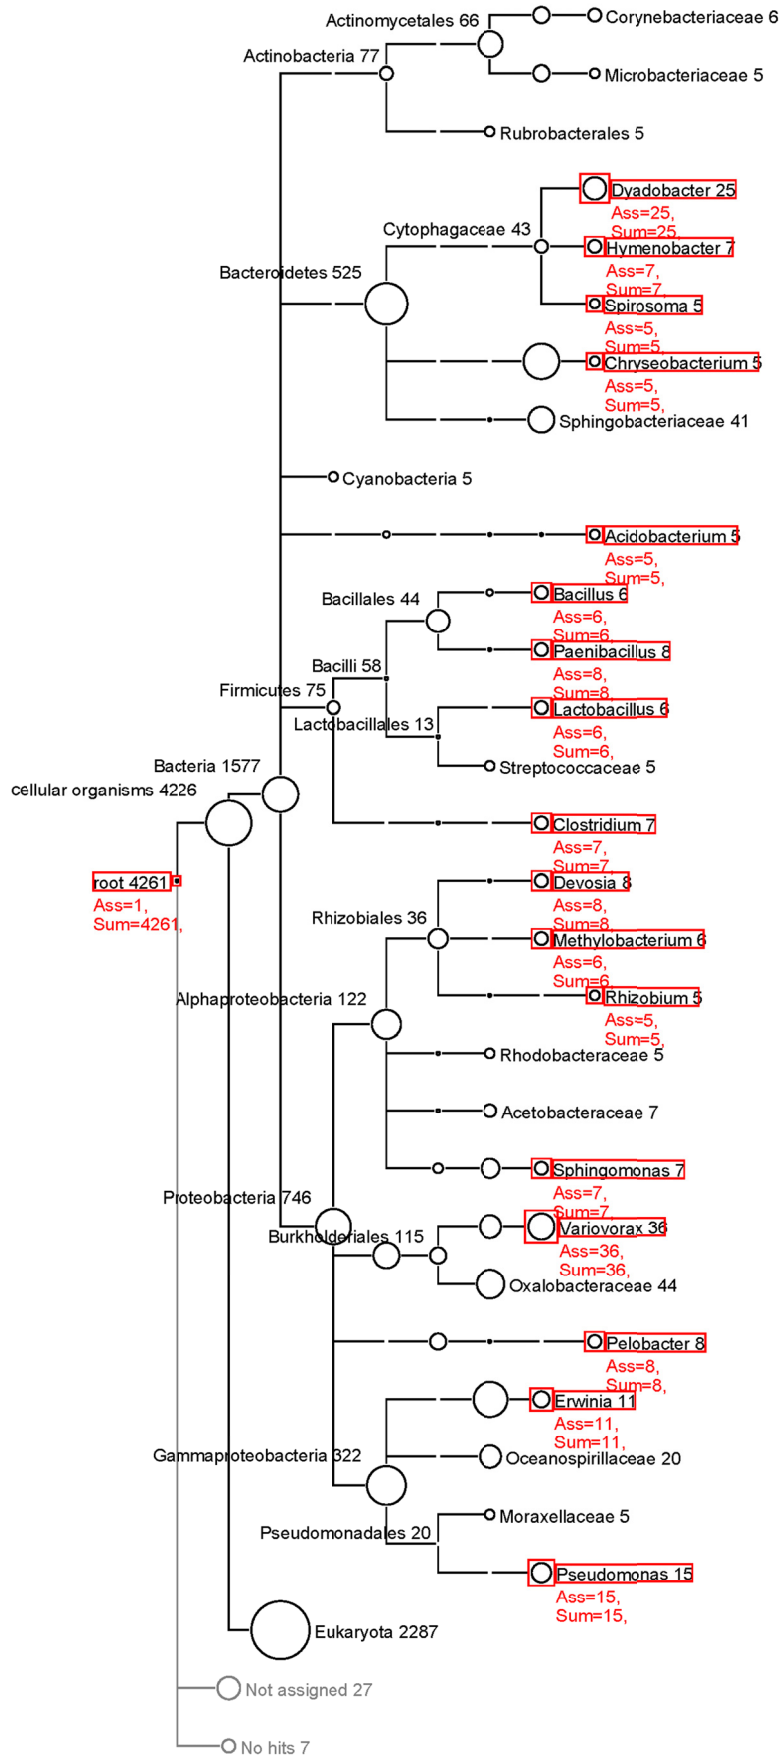 Actinomycetales 66
Corynebacteriaceae 6
Actinobacteria 77
Microbacteriaceae 5
Rubrobacterales 5
Dyadobacter 25
Ass=25,
Sum=25,
Cytophagaceae 43
Hymenobacter 7
Ass=7,
Sum=7,
Bacteroidetes 525
Spirosoma 5
Ass=5,
Sum=5,
Chryseobacterium 5
Ass=5,
Sum=5,
Sphingobacteriaceae 41
Cyanobacteria 5
Acidobacterium 5
Ass=5,
Sum=5,
Bacillales 44
Bacillus 6
Ass=6,
Sum=6,
Paenibacillus 8
Ass=8,
Sum=8,
Bacilli 58
Firmicutes 75
Lactobacillales 13
Lactobacillus 6
Ass=6,
Sum=6,
Streptococcaceae 5
Bacteria 1577
cellular organisms 4226
Clostridium 7
Ass=7,
Sum=7,
root 4261
Ass=1,
Sum=4261,
Devosia 8
Ass=8,
Sum=8,
Rhizobiales 36
Methylobacterium 6
Ass=6,
Sum=6,
Alphaproteobacteria 122
Rhizobium 5
Ass=5,
Sum=5,
Rhodobacteraceae 5
Acetobacteraceae 7
Sphingomonas 7
Ass=7,
Sum=7,
Proteobacteria 746
Burkholderiales 115
Variovorax 36
Ass=36,
Sum=36,
Oxalobacteraceae 44
Pelobacter 8
Ass=8,
Sum=8,
Erwinia 11
Ass=11,
Sum=11,
Gammaproteobacteria 322
Oceanospirillaceae 20
Moraxellaceae 5
Pseudomonadales 20
Pseudomonas 15
Ass=15,
Sum=15,
Eukaryota 2287
Not assigned 27
No hits 7